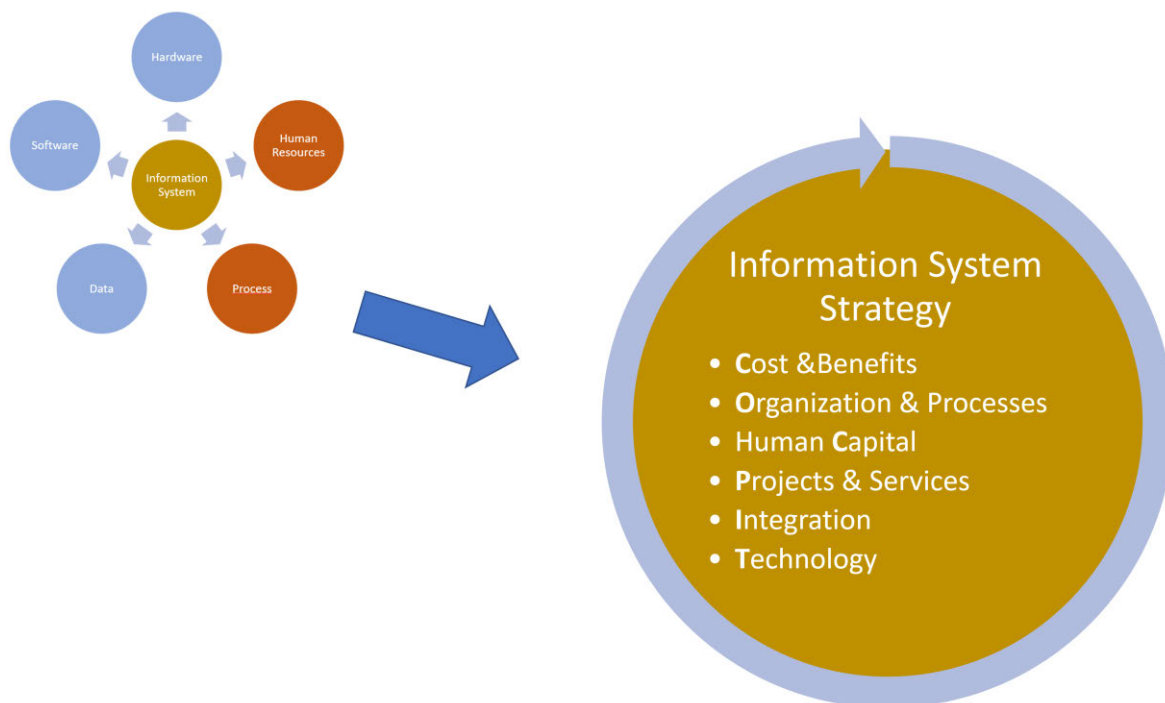 Hardware
Software
Human
Resources
Information
System
Data
Process
Information System
Strategy
• Cost &Benefits
• Organization & Processes
• Human Capital
• Projects & Services
• Integration
• Technology